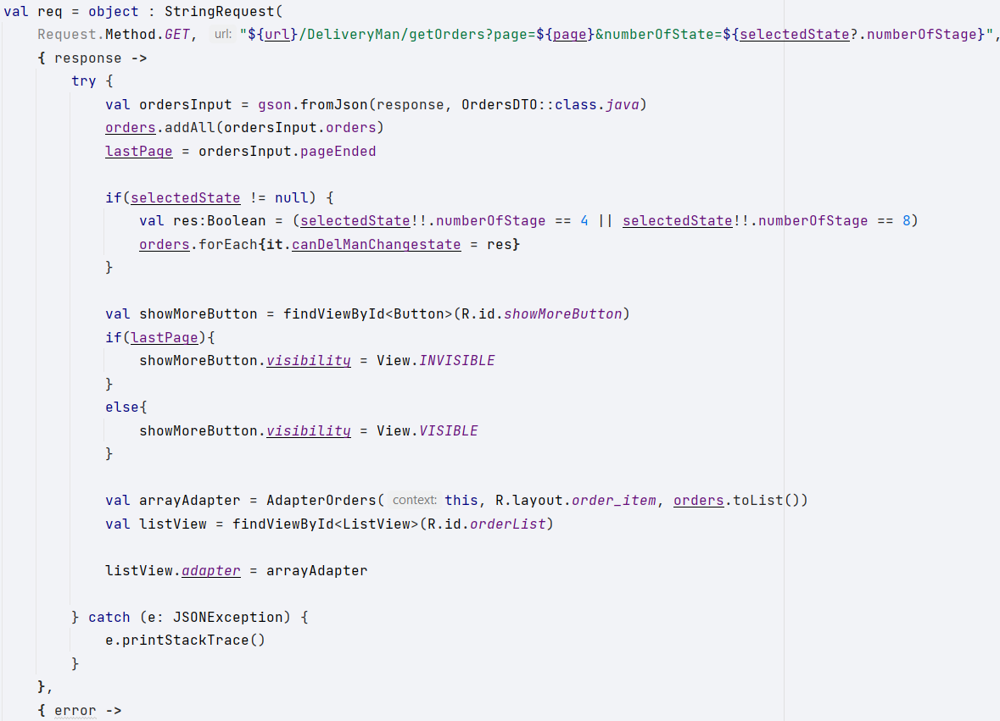 val req = object : StringRequest(
    Request.Method.GET, url: "${url}/DeliveryMan/getOrders?page=${page}&numberOfState=${selectedState?.numberOfStage}",
    { response ->
        try {
            val ordersInput = gson.fromJson(response, OrdersDTO::class.java)
            orders.addAll(ordersInput.orders)
            lastPage = ordersInput.pageEnded

            if(selectedState != null) {
                val res:Boolean = (selectedState!!.numberOfStage == 4 || selectedState!!.numberOfStage == 8)
                orders.forEach{it.canDelManChangestate = res}
            }

            val showMoreButton = findViewById<Button>(R.id.showMoreButton)
            if(lastPage){
                showMoreButton.visibility = View.INVISIBLE
            }
            else{
                showMoreButton.visibility = View.VISIBLE
            }

            val arrayAdapter = AdapterOrders( context: this, R.layout.order_item, orders.toList())
            val listView = findViewById<ListView>(R.id.orderList)

            listView.adapter = arrayAdapter

        } catch (e: JSONException) {
            e.printStackTrace()
        }
    },
    { error ->